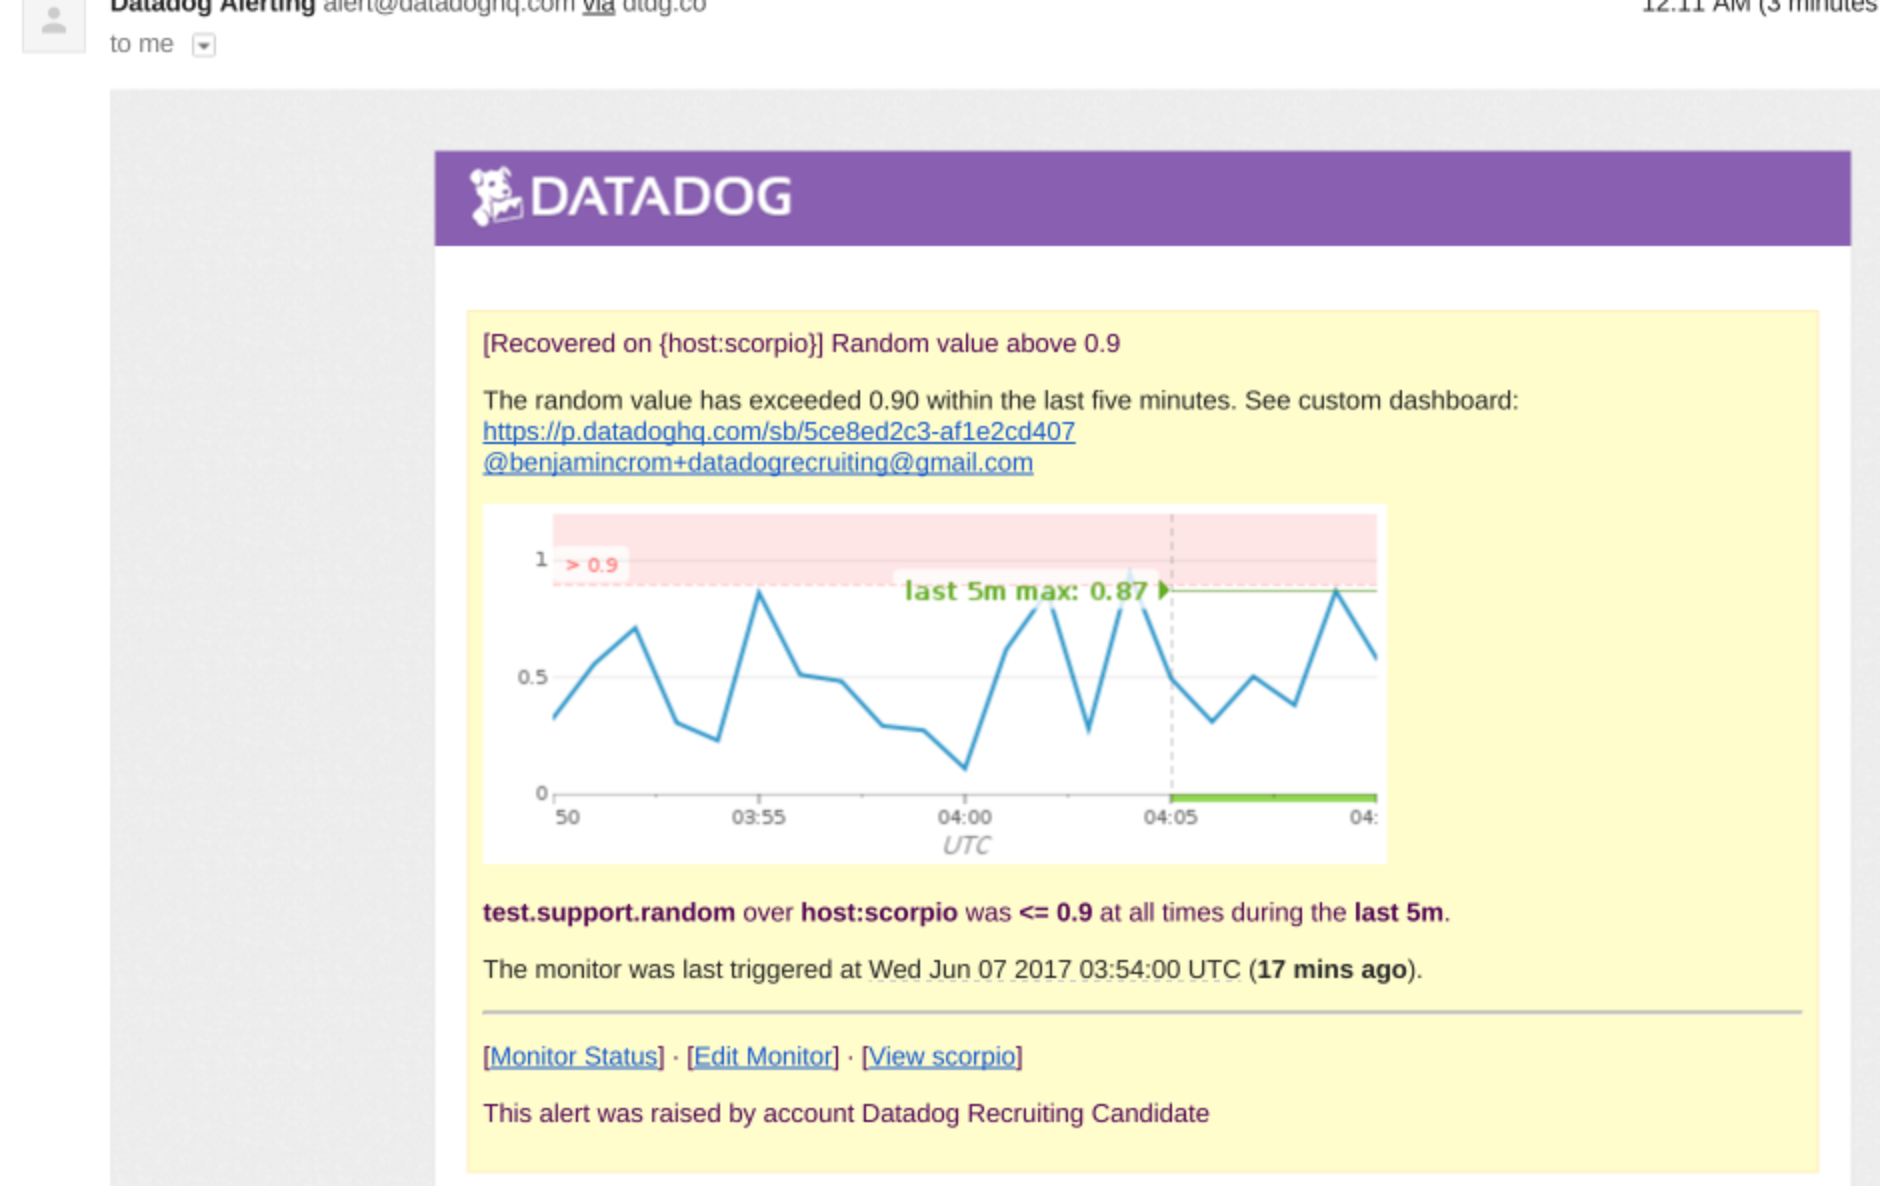 Datadog Alerting alert@datadoghq.com via dtdg.co
12:11 AM (3 minutes
to me
DATADOG
[Recovered on {host:scorpio}] Random value above 0.9
The random value has exceeded 0.90 within the last five minutes. See custom dashboard:
https://p.datadoghq.com/sb/5ce8ed2c3-af1e2cd407
@benjamincrom+datadogrecruiting@gmail.com
1
> 0.9
last 5m max: 0.87
0.5
0
50 03:55 04:00 04:05 04:
UTC
test.support.random over host:scorpio was <= 0.9 at all times during the last 5m.
The monitor was last triggered at Wed Jun 07 2017 03:54:00 UTC (17 mins ago).
[Monitor Status] · [Edit Monitor] · [View scorpio]
This alert was raised by account Datadog Recruiting Candidate